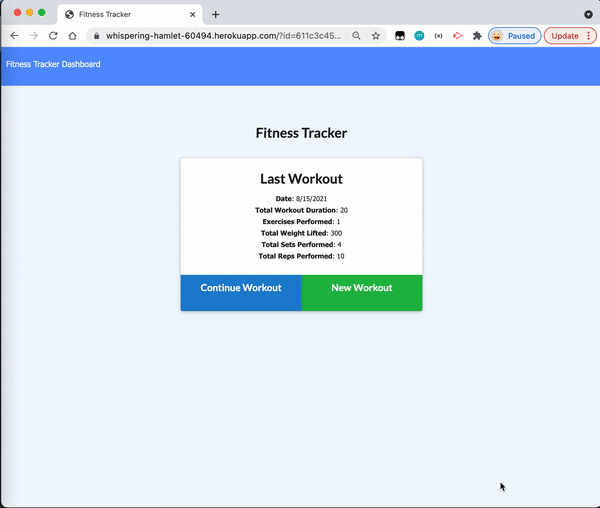 Fitness Tracker
whispering-hamlet-60494.herokuapp.com/?id=611c3c45...
Paused
Update
Fitness Tracker Dashboard
Fitness Tracker
Last Workout
Date: 8/15/2021
Total Workout Duration: 20
Exercises Performed: 1
Total Weight Lifted: 300
Total Sets Performed: 4
Total Reps Performed: 10
Continue Workout
New Workout